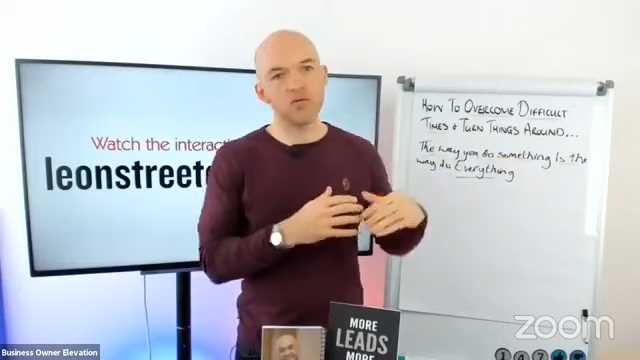 Watch the interacti
leonstreet
HOW TO OVERCOME DIFFICULT
TIMES & TURN THINGS AROUND...
The way you do something Is the
way do Everything
MORE
LEADS
MORE
zoom
Business Owner Elevation